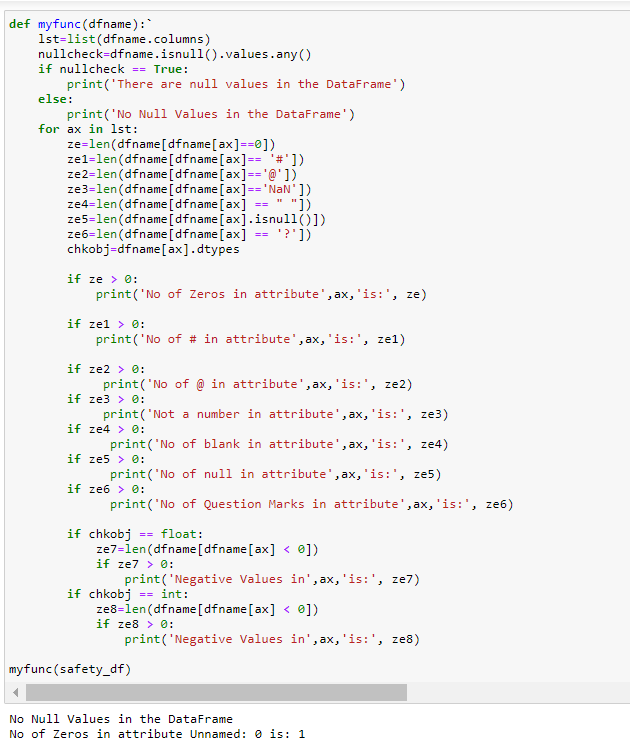 def myfunc(dfname):`
    lst=list(dfname.columns)
    nullcheck=dfname.isnull().values.any()
    if nullcheck == True:
        print('There are null values in the DataFrame')
    else:
        print('No Null Values in the DataFrame')
    for ax in lst:
        ze=len(dfname[dfname[ax]==0])
        ze1=len(dfname[dfname[ax]== '#'])
        ze2=len(dfname[dfname[ax]=='@'])
        ze3=len(dfname[dfname[ax]=='NaN'])
        ze4=len(dfname[dfname[ax] == " "])
        ze5=len(dfname[dfname[ax].isnull()])
        ze6=len(dfname[dfname[ax] == '?'])
        chkobj=dfname[ax].dtypes

        if ze > 0:
            print('No of Zeros in attribute',ax,'is:', ze)

        if ze1 > 0:
            print('No of # in attribute',ax,'is:', ze1)

        if ze2 > 0:
             print('No of @ in attribute',ax,'is:', ze2)
        if ze3 > 0:
             print('Not a number in attribute',ax,'is:', ze3)
        if ze4 > 0:
              print('No of blank in attribute',ax,'is:', ze4)
        if ze5 > 0:
              print('No of null in attribute',ax,'is:', ze5)
        if ze6 > 0:
              print('No of Question Marks in attribute',ax,'is:', ze6)

        if chkobj == float:
            ze7=len(dfname[dfname[ax] < 0])
            if ze7 > 0:
                print('Negative Values in',ax,'is:', ze7)
        if chkobj == int:
            ze8=len(dfname[dfname[ax] < 0])
            if ze8 > 0:
                print('Negative Values in',ax,'is:', ze8)

myfunc(safety_df)
No Null Values in the DataFrame
No of Zeros in attribute Unnamed: 0 is: 1